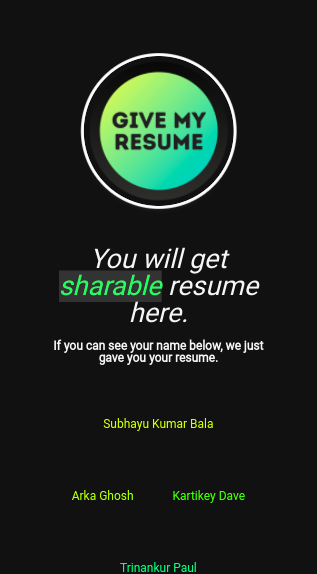 GIVE MY
RESUME
You will get
sharable resume
here.
If you can see your name below, we just
gave you your resume.
Subhayu Kumar Bala
Arka Ghosh Kartikey Dave
Trinankur Paul